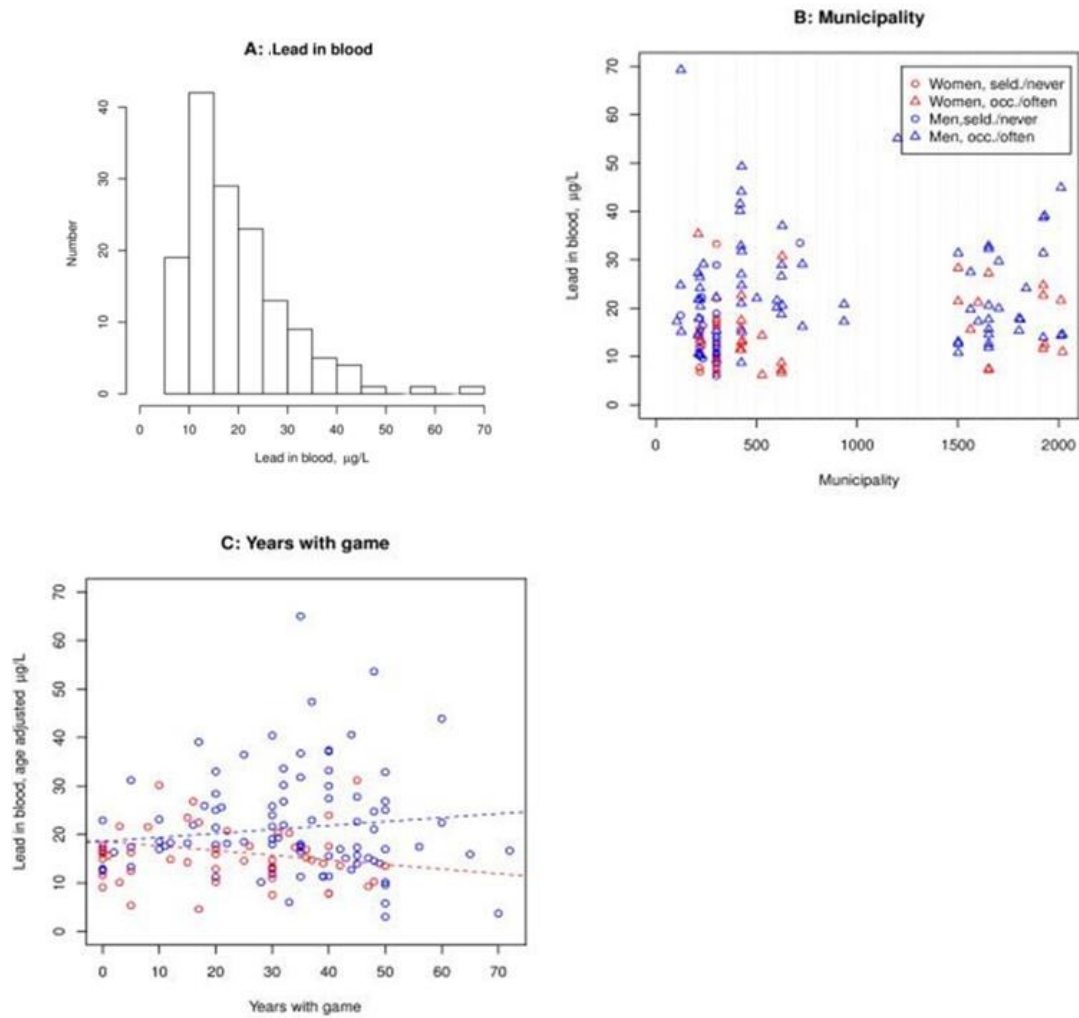 A: .Lead in blood
40
30
20
10
0
Number
0 10 20 30 40 50 60 70
Lead in blood, µg/L
B: Municipality
70
60
50
40
30
20
10
0
Lead in blood, µg/L
Women, seld./never
Women, occ./often
Men,seld./never
Men, occ./often
0 500 1000 1500 2000
Municipality
C: Years with game
70
60
50
40
30
20
10
0
Lead in blood, age adjusted µg/L
0 10 20 30 40 50 60 70
Years with game